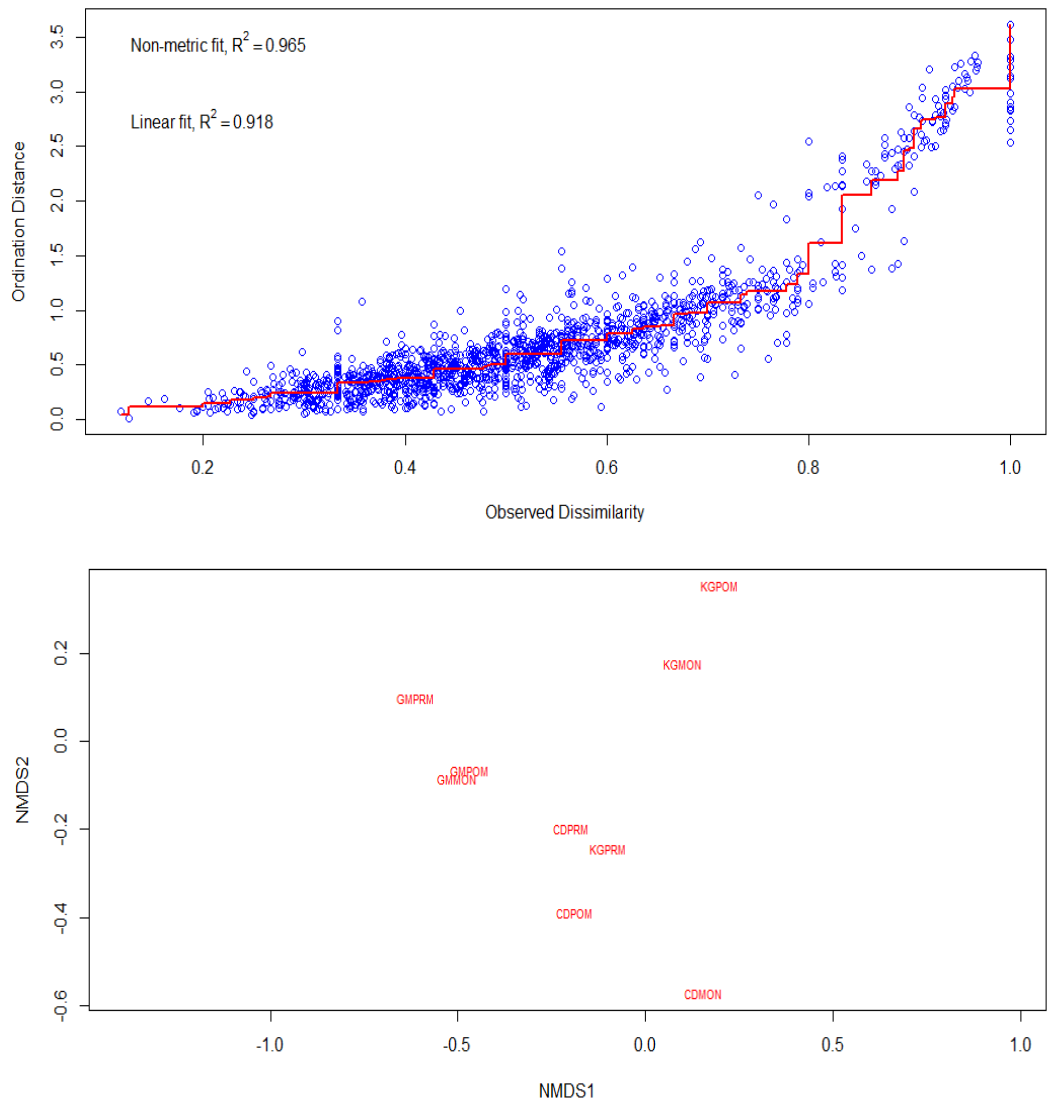 Non-metric fit, R² = 0.965
Linear fit, R² = 0.918
Ordination Distance
0.0 0.5 1.0 1.5 2.0 2.5 3.0 3.5
0.2 0.4 0.6 0.8 1.0
Observed Dissimilarity
KGPOM
KGMON
GMPRM
GMPOM
GMMON
CDPRM
KGPRM
CDPOM
CDMON
NMDS2
-0.6 -0.4 -0.2 0.0 0.2
-1.0 -0.5 0.0 0.5 1.0
NMDS1